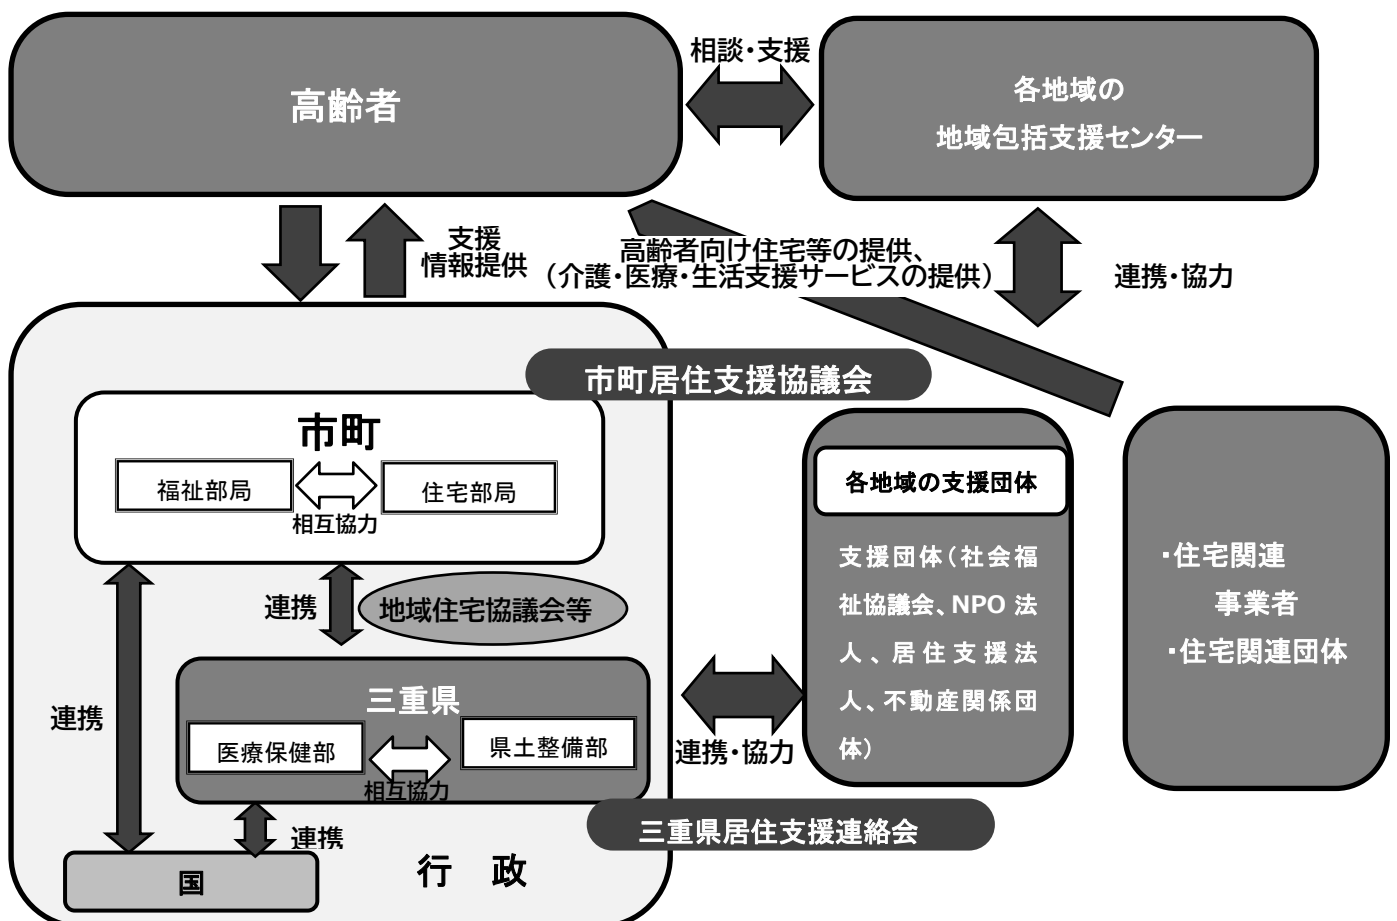 高齢者
相談・支援
各地域の
地域包括支援センター
支援
情報提供
高齢者向け住宅等の提供、
(介護・医療・生活支援サービスの提供)
連携・協力
市町居住支援協議会
市町
福祉部局
住宅部局
相互協力
連携
地域住宅協議会等
三重県
医療保健部
県土整備部
相互協力
連携
連携
国
行 政
連携・協力
三重県居住支援連絡会
各地域の支援団体
支援団体(社会福
祉協議会、NPO 法
人、居住支援法
人、不動産関係団
体)
・住宅関連
事業者
・住宅関連団体